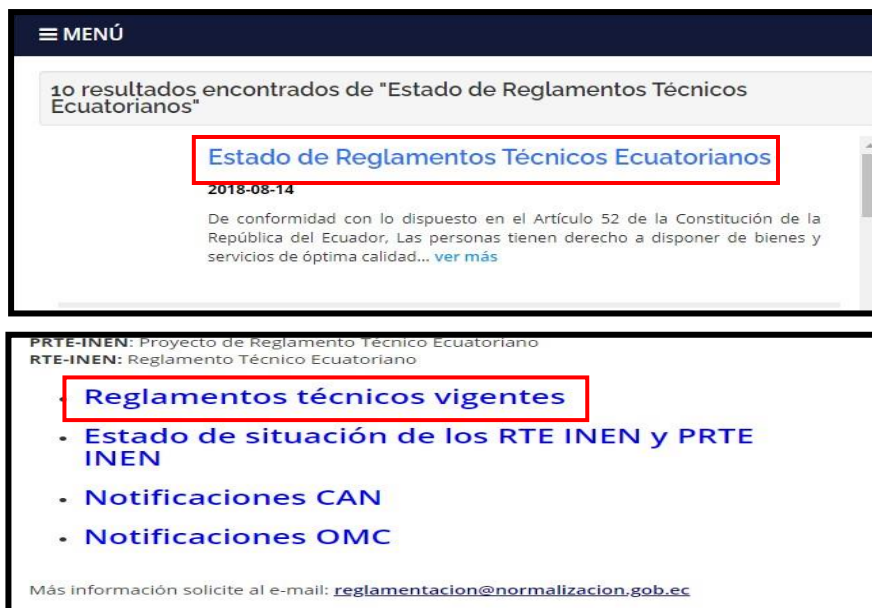 ≡ MENÚ
10 resultados encontrados de "Estado de Reglamentos Técnicos
Ecuatorianos"
Estado de Reglamentos Técnicos Ecuatorianos
2018-08-14
De conformidad con lo dispuesto en el Artículo 52 de la Constitución de la
República del Ecuador, Las personas tienen derecho a disponer de bienes y
servicios de óptima calidad... ver más
PRTE-INEN: Proyecto de Reglamento Técnico Ecuatoriano
RTE-INEN: Reglamento Técnico Ecuatoriano
• Reglamentos técnicos vigentes
• Estado de situación de los RTE INEN y PRTE
INEN
• Notificaciones CAN
• Notificaciones OMC
Más información solicite al e-mail: reglamentacion@normalizacion.gob.ec